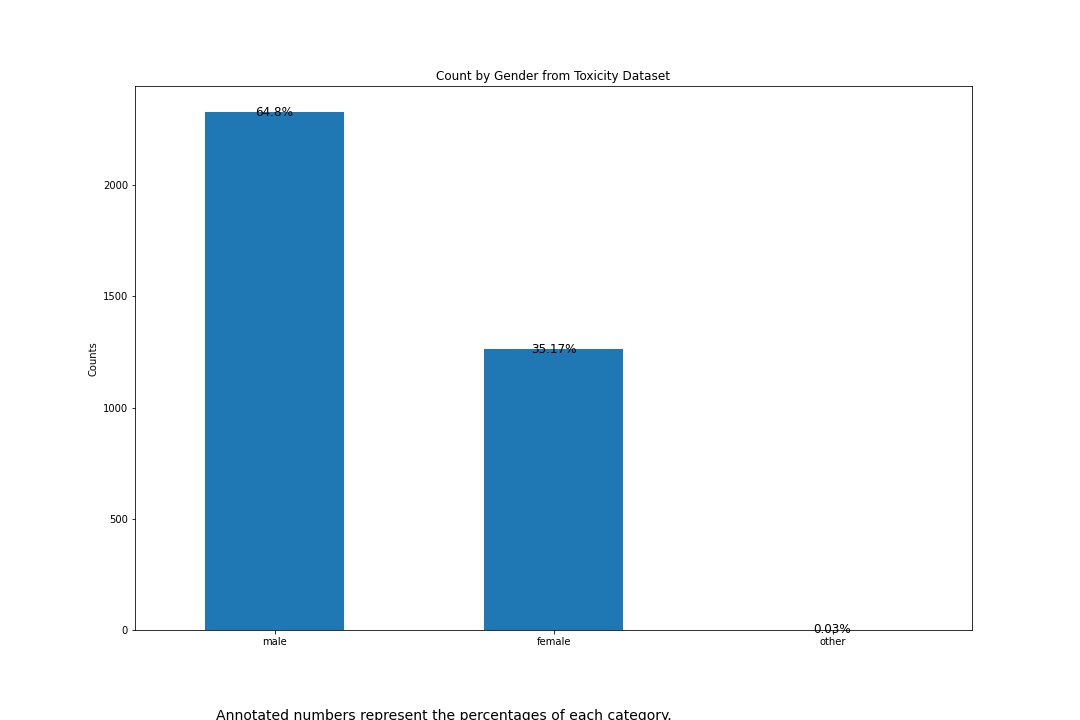 Count by Gender from Toxicity Dataset
64.8%
2000
1500
35.17%
Counts
1000
500
0
0.03%
male female other
Annotated numbers represent the percentages of each category.